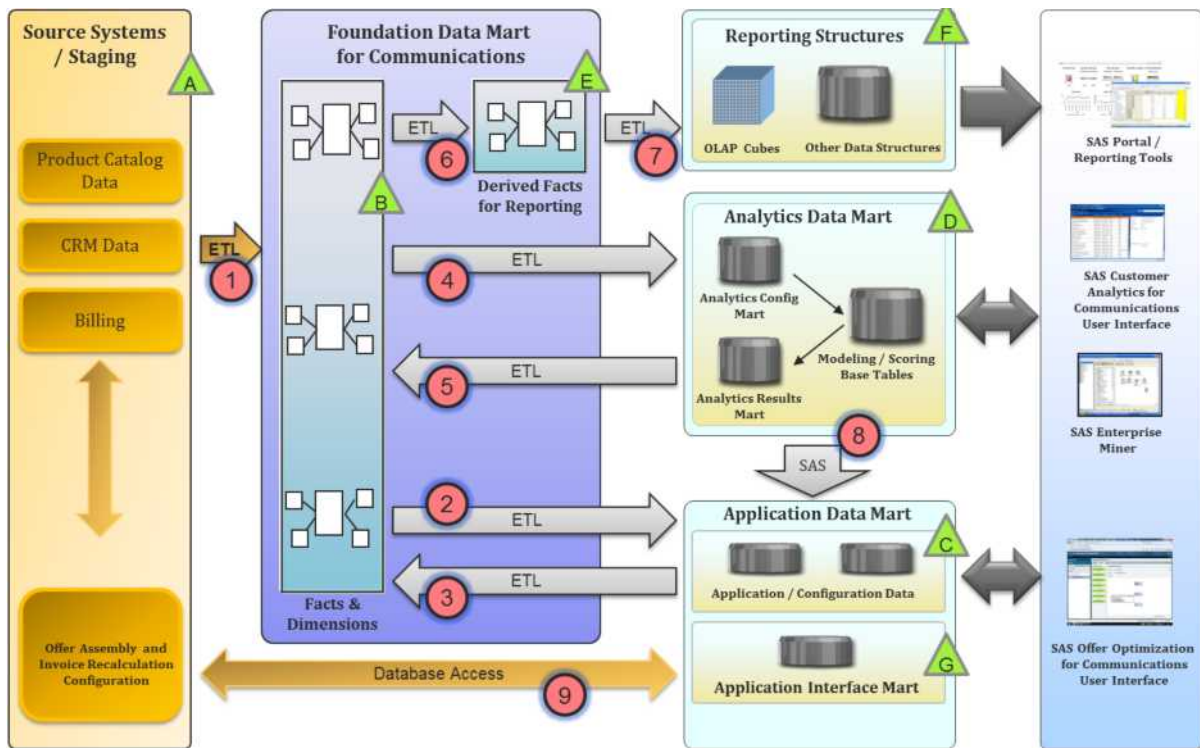 Source Systems
/ Staging
A
Product Catalog
Data
CRM Data
Billing
Offer Assembly and
Invoice Recalculation
Configuration
ETL
1
Foundation Data Mart
for Communications
B
Facts &
Dimensions
ETL
6
E
Derived Facts
for Reporting
ETL
7
ETL
4
ETL
5
ETL
2
ETL
3
Database Access
9
Reporting Structures
F
OLAP Cubes
Other Data Structures
Analytics Data Mart
D
Analytics Config
Mart
Modeling / Scoring
Base Tables
Analytics Results
Mart
8
SAS
Application Data Mart
C
Application / Configuration Data
G
Application Interface Mart
SAS Portal /
Reporting Tools
SAS Customer
Analytics for
Communications
User Interface
SAS Enterprise
Miner
SAS Offer Optimization
for Communications
User Interface